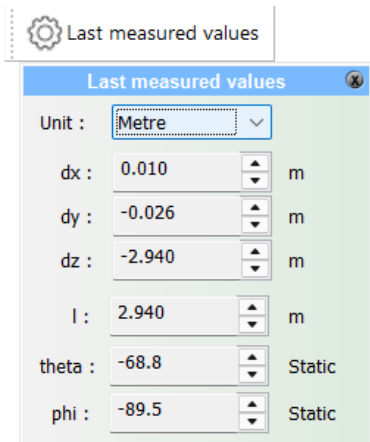 Last measured values
Last measured values
Unit : Metre
dx : 0.010 m
dy : -0.026 m
dz : -2.940 m
l : 2.940 m
theta : -68.8 Static
phi : -89.5 Static